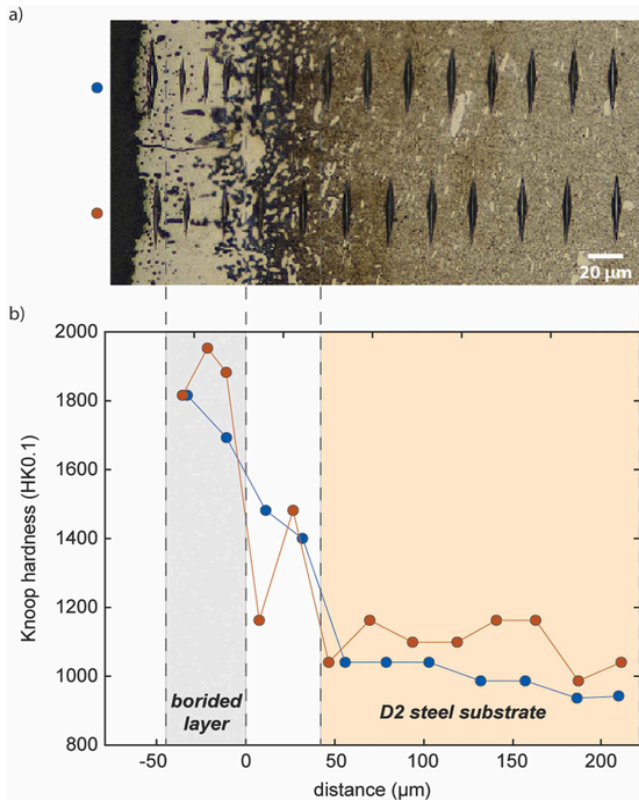 a)
20 µm
b)
2000
1800
1600
1400
1200
1000
800
Knoop hardness (HK0.1)
borided
layer
D2 steel substrate
-50
0
50
100
150
200
distance (µm)